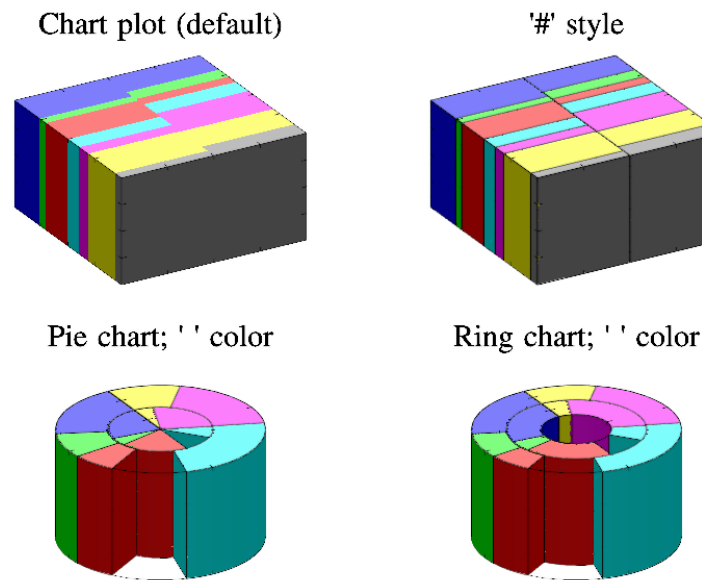 Chart plot (default)
'#' style
Pie chart; ' ' color
Ring chart; ' ' color